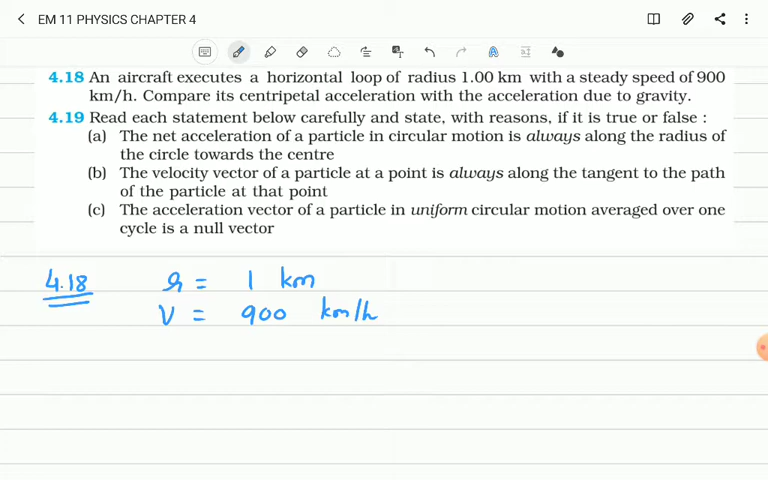 EM 11 PHYSICS CHAPTER 4
4.18 An aircraft executes a horizontal loop of radius 1.00 km with a steady speed of 900
km/h. Compare its centripetal acceleration with the acceleration due to gravity.
4.19 Read each statement below carefully and state, with reasons, if it is true or false :
(a) The net acceleration of a particle in circular motion is always along the radius of
the circle towards the centre
(b) The velocity vector of a particle at a point is always along the tangent to the path
of the particle at that point
(c) The acceleration vector of a particle in uniform circular motion averaged over one
cycle is a null vector
4.18 r = 1 km
v = 900 km/h